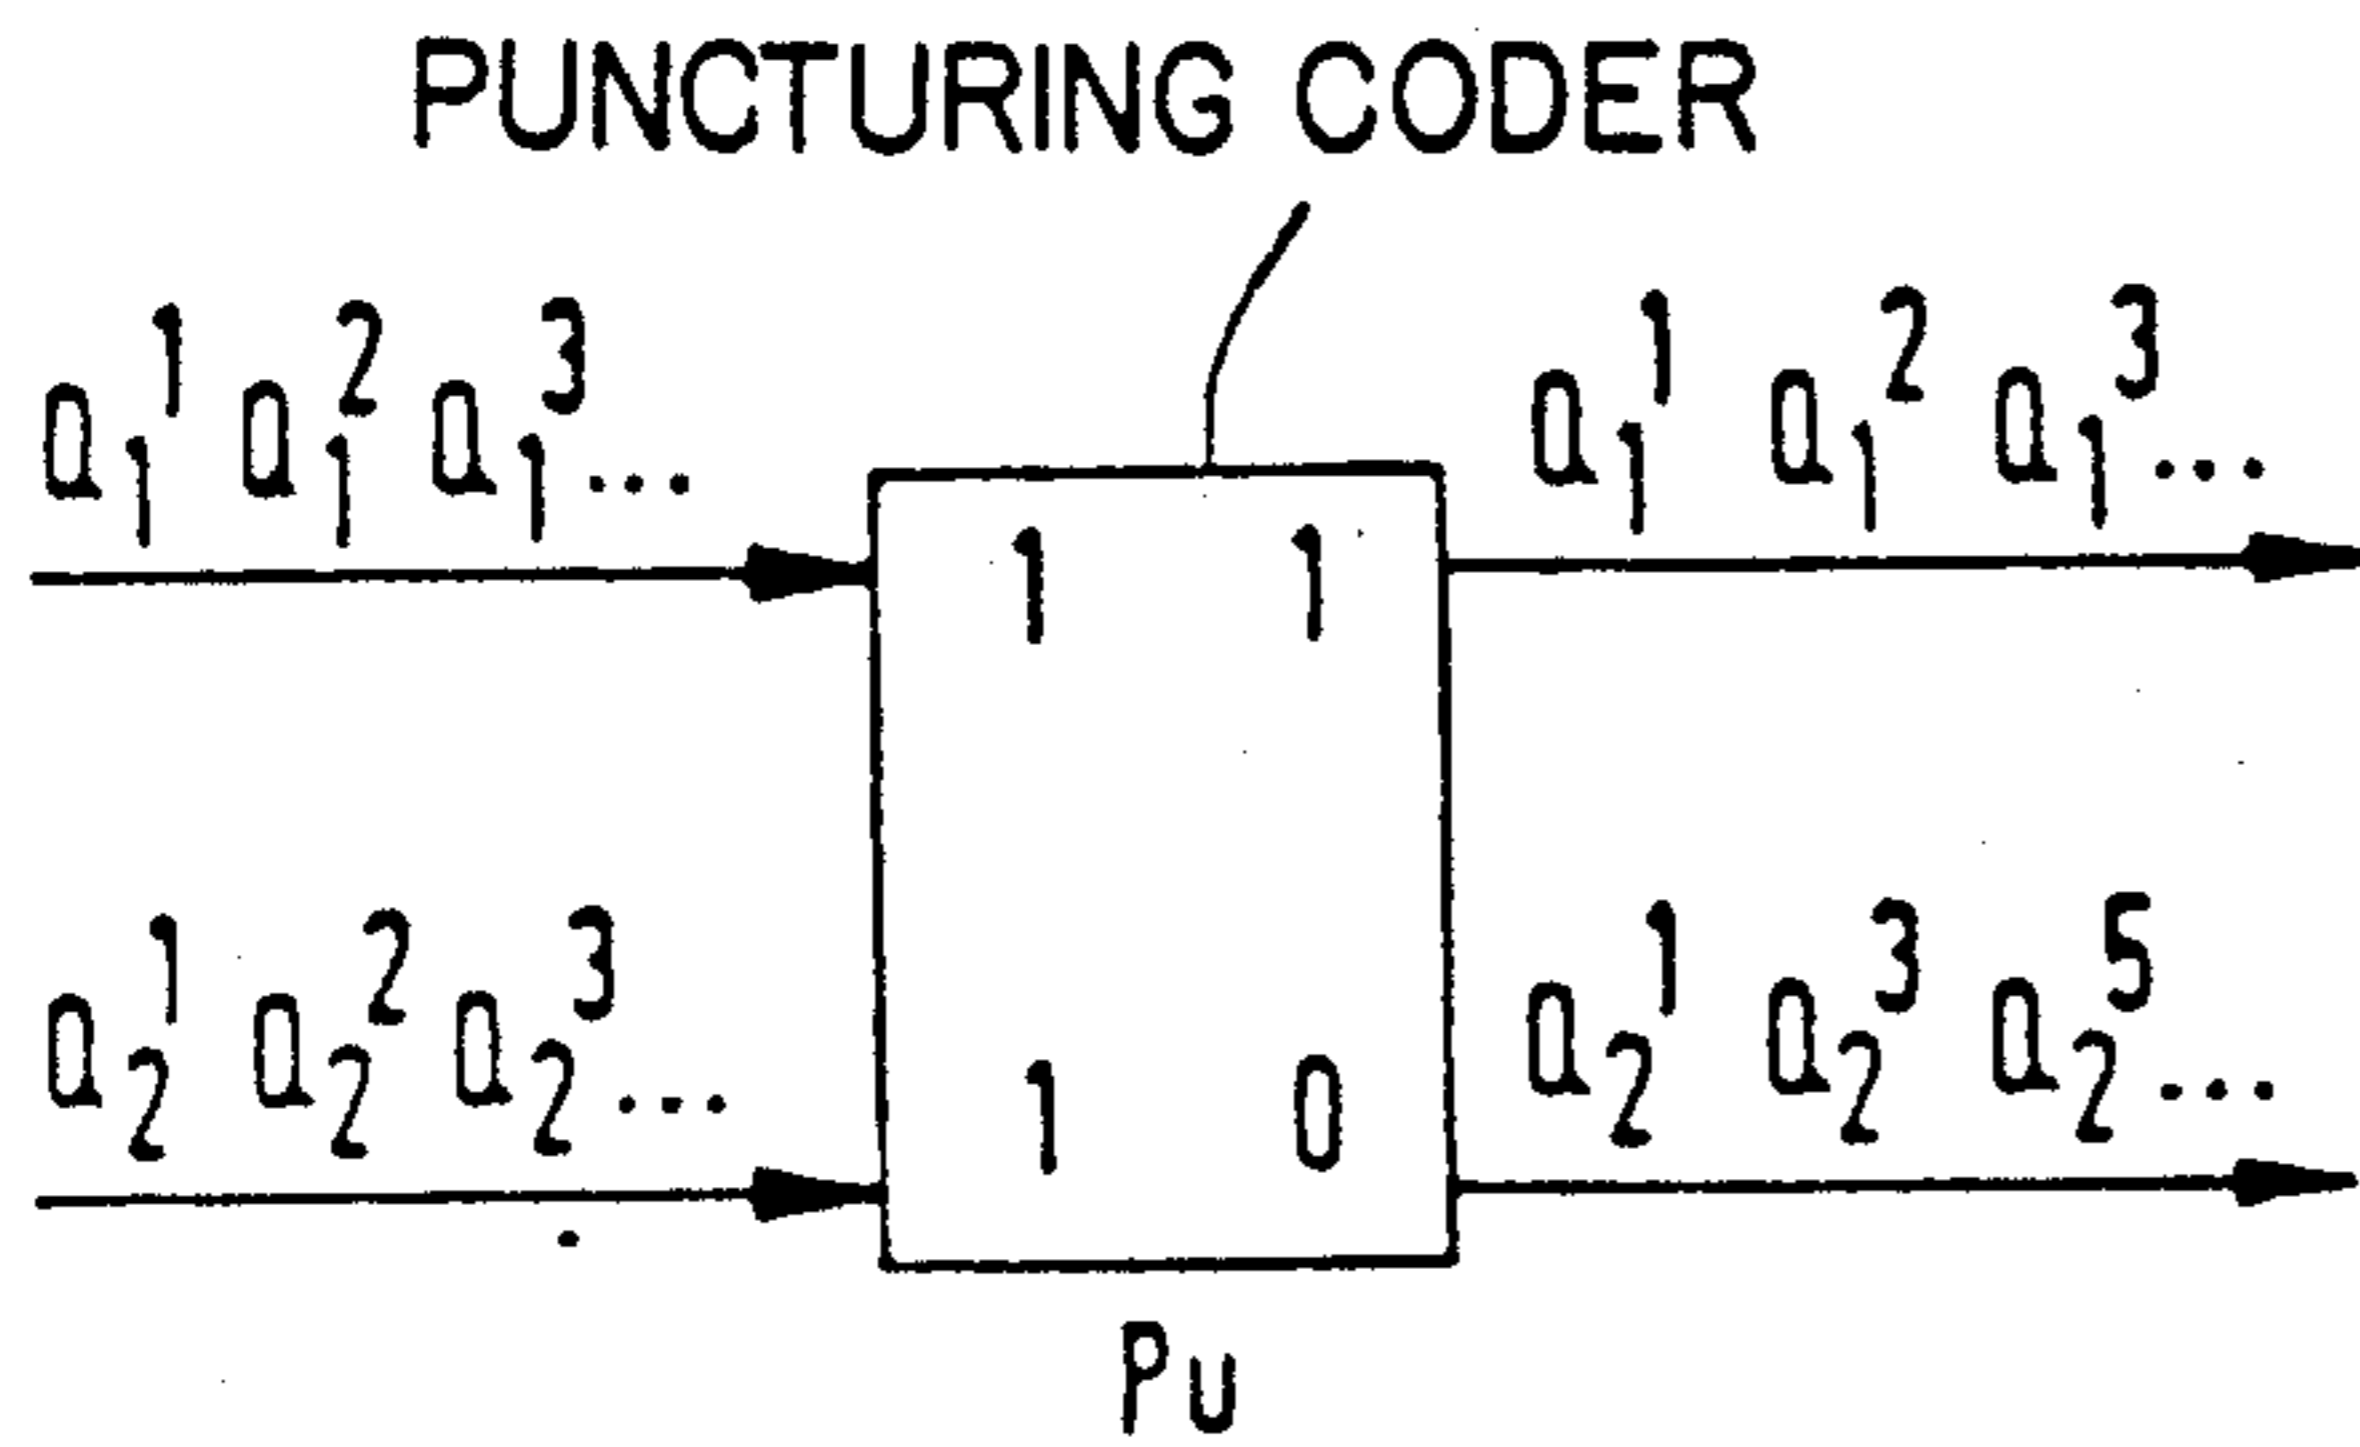 PUNCTURING CODER
a₁¹ a₁² a₁³... a₁¹ a₁² a₁³...
1 1
a₂¹ a₂² a₂³... a₂¹ a₂³ a₂⁵...
1 0
Pu